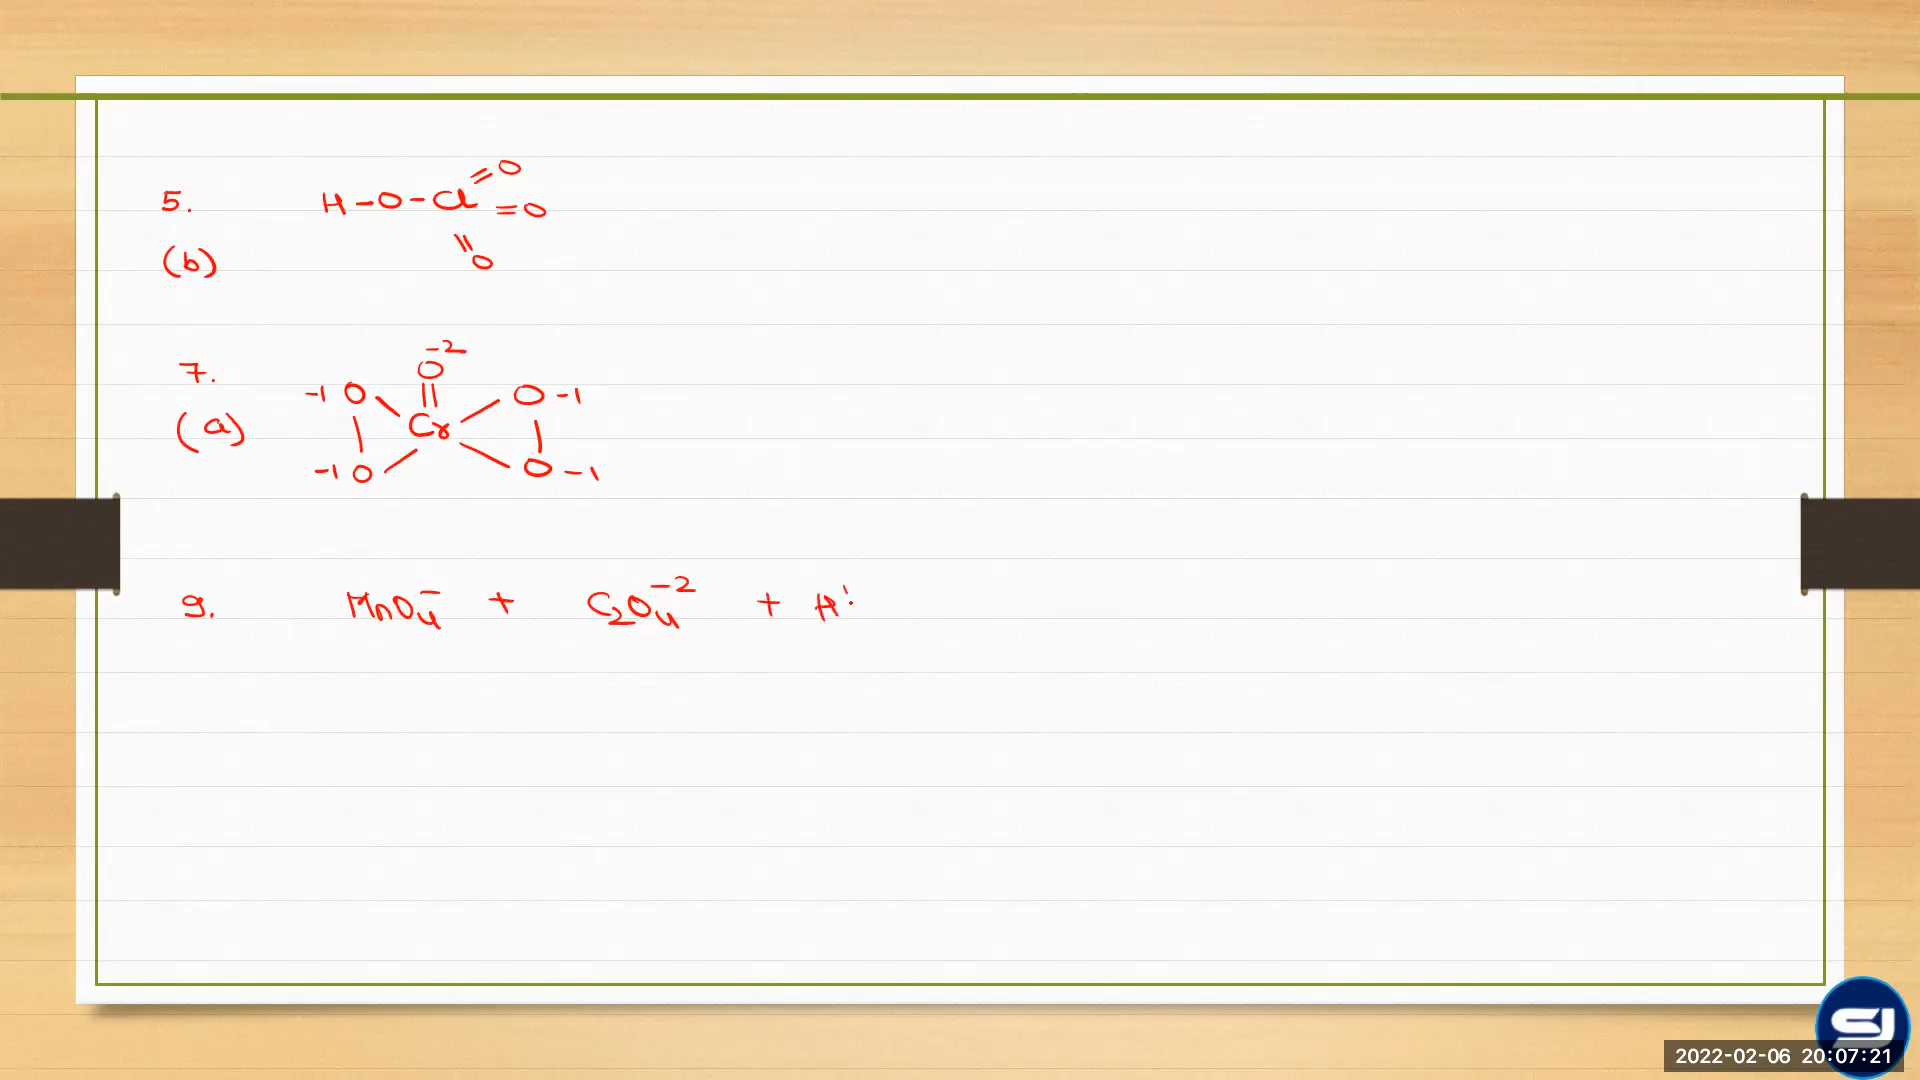 =O
5. H-O-Cl =O
(b) =O
-2
7. O
-1 O O -1
(a) Cr
-1 O O -1
9. MnO₄⁻ + C₂O₄⁻² + H⁺
SJ
2022-02-06 20:07:21